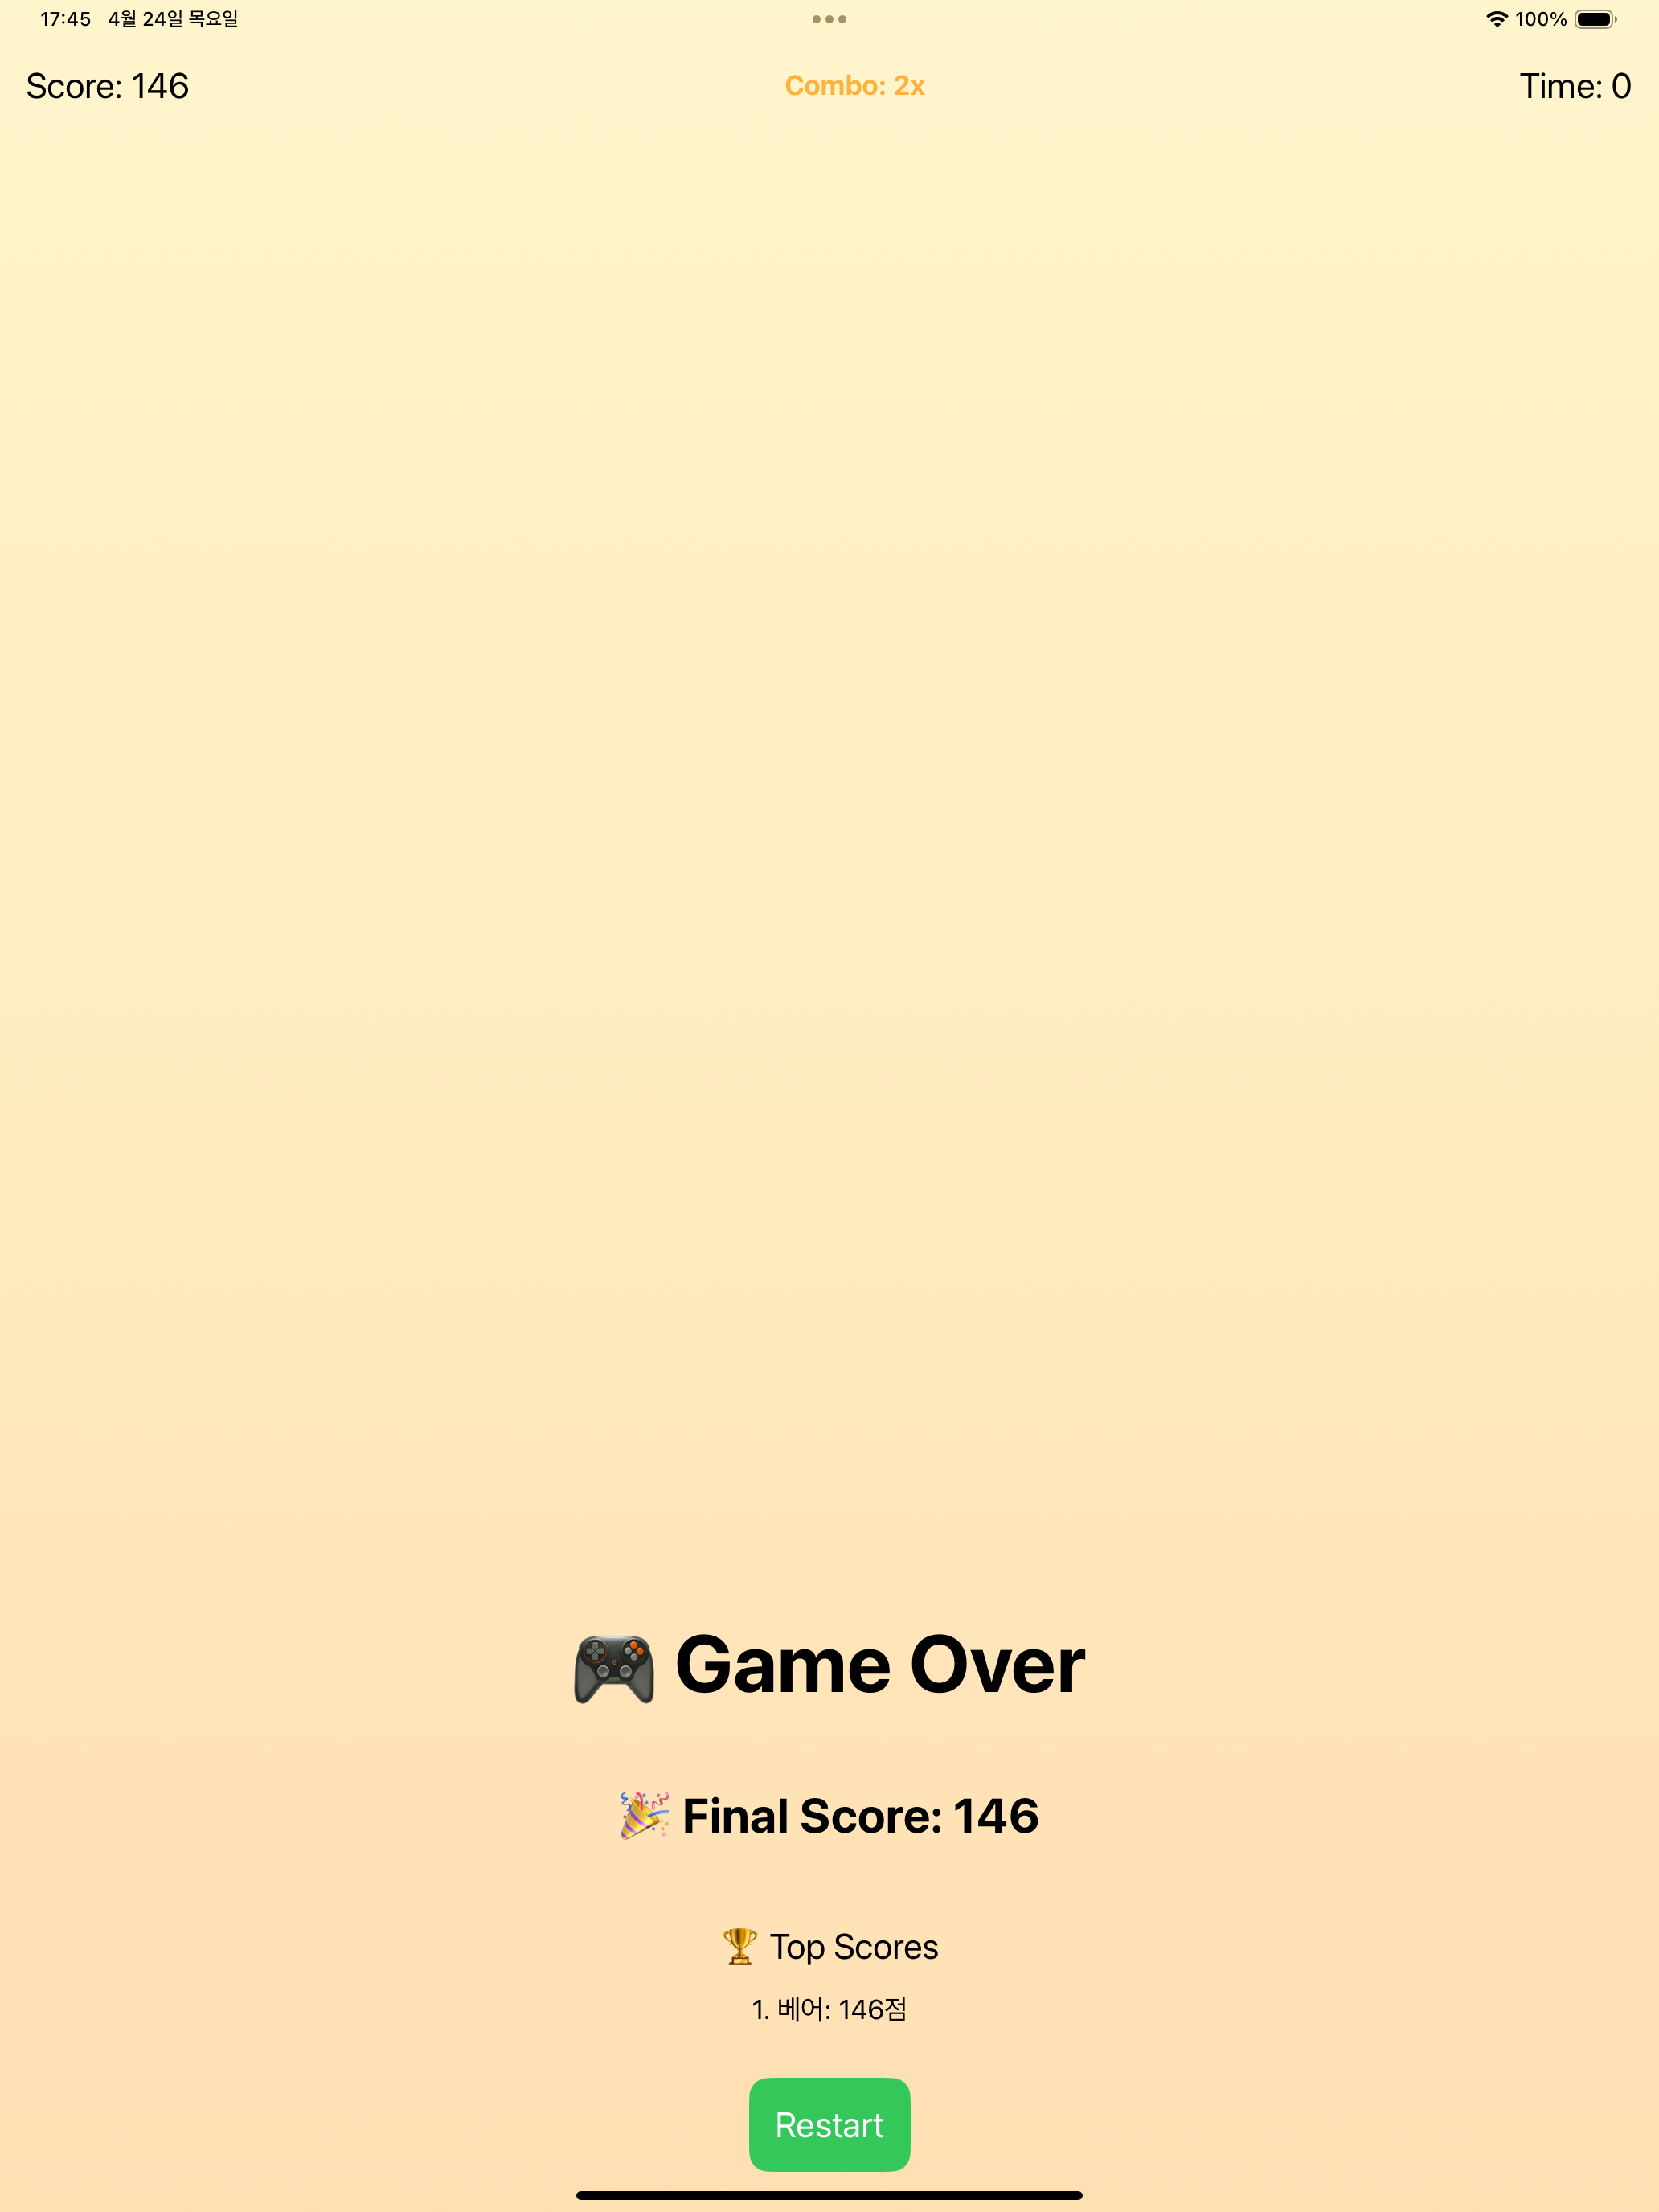 17:45 4월 24일 목요일 100%
Score: 146 Combo: 2x Time: 0
🎮 Game Over
🎉 Final Score: 146
🏆 Top Scores
1. 베어: 146점
Restart